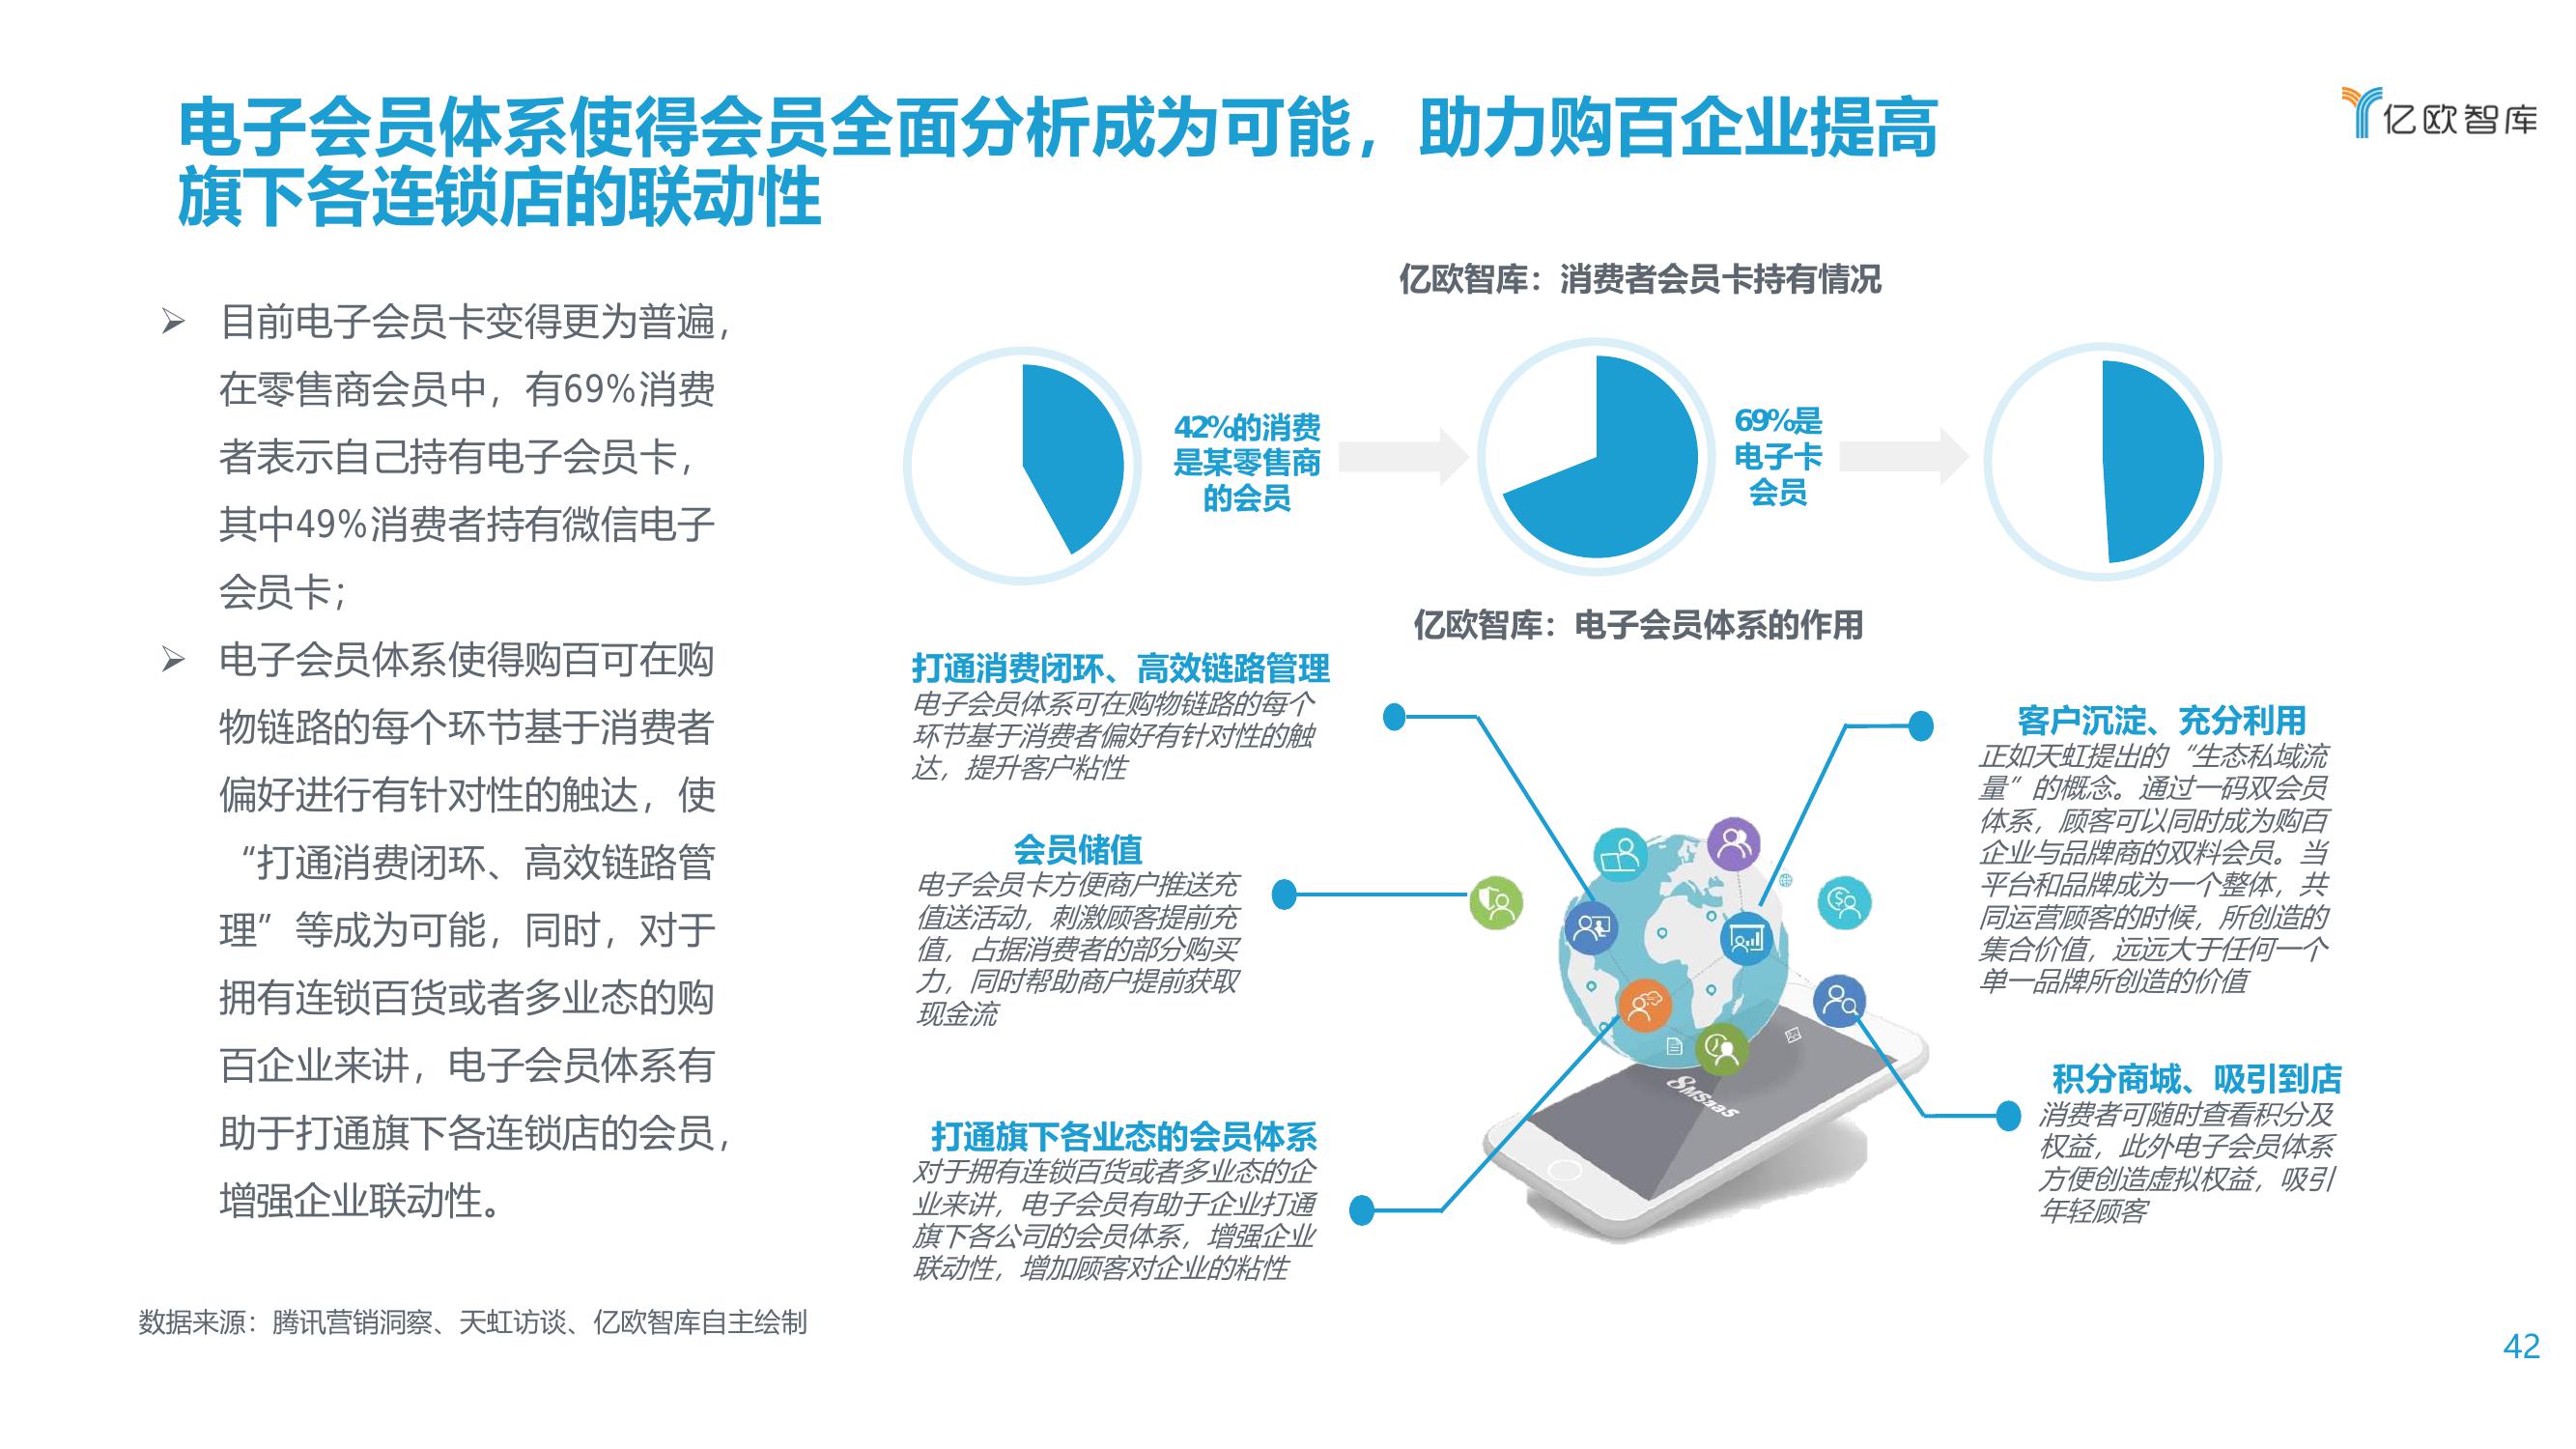 电子会员体系使得会员全面分析成为可能，助力购百企业提高
旗下各连锁店的联动性
亿欧智库
目前电子会员卡变得更为普遍，
在零售商会员中，有69%消费
者表示自己持有电子会员卡，
其中49%消费者持有微信电子
会员卡；
电子会员体系使得购百可在购
物链路的每个环节基于消费者
偏好进行有针对性的触达，使
“打通消费闭环、高效链路管
理”等成为可能，同时，对于
拥有连锁百货或者多业态的购
百企业来讲，电子会员体系有
助于打通旗下各连锁店的会员，
增强企业联动性。
亿欧智库：消费者会员卡持有情况
42%的消费
是某零售商
的会员
69%是
电子卡
会员
亿欧智库：电子会员体系的作用
打通消费闭环、高效链路管理
电子会员体系可在购物链路的每个
环节基于消费者偏好有针对性的触
达，提升客户粘性
会员储值
电子会员卡方便商户推送充
值送活动，刺激顾客提前充
值，占据消费者的部分购买
力，同时帮助商户提前获取
现金流
打通旗下各业态的会员体系
对于拥有连锁百货或者多业态的企
业来讲，电子会员有助于企业打通
旗下各公司的会员体系，增强企业
联动性，增加顾客对企业的粘性
客户沉淀、充分利用
正如天虹提出的“生态私域流
量”的概念。通过一码双会员
体系，顾客可以同时成为购百
企业与品牌商的双料会员。当
平台和品牌成为一个整体，共
同运营顾客的时候，所创造的
集合价值，远远大于任何一个
单一品牌所创造的价值
积分商城、吸引到店
消费者可随时查看积分及
权益，此外电子会员体系
方便创造虚拟权益，吸引
年轻顾客
8MSaaS
数据来源：腾讯营销洞察、天虹访谈、亿欧智库自主绘制
42